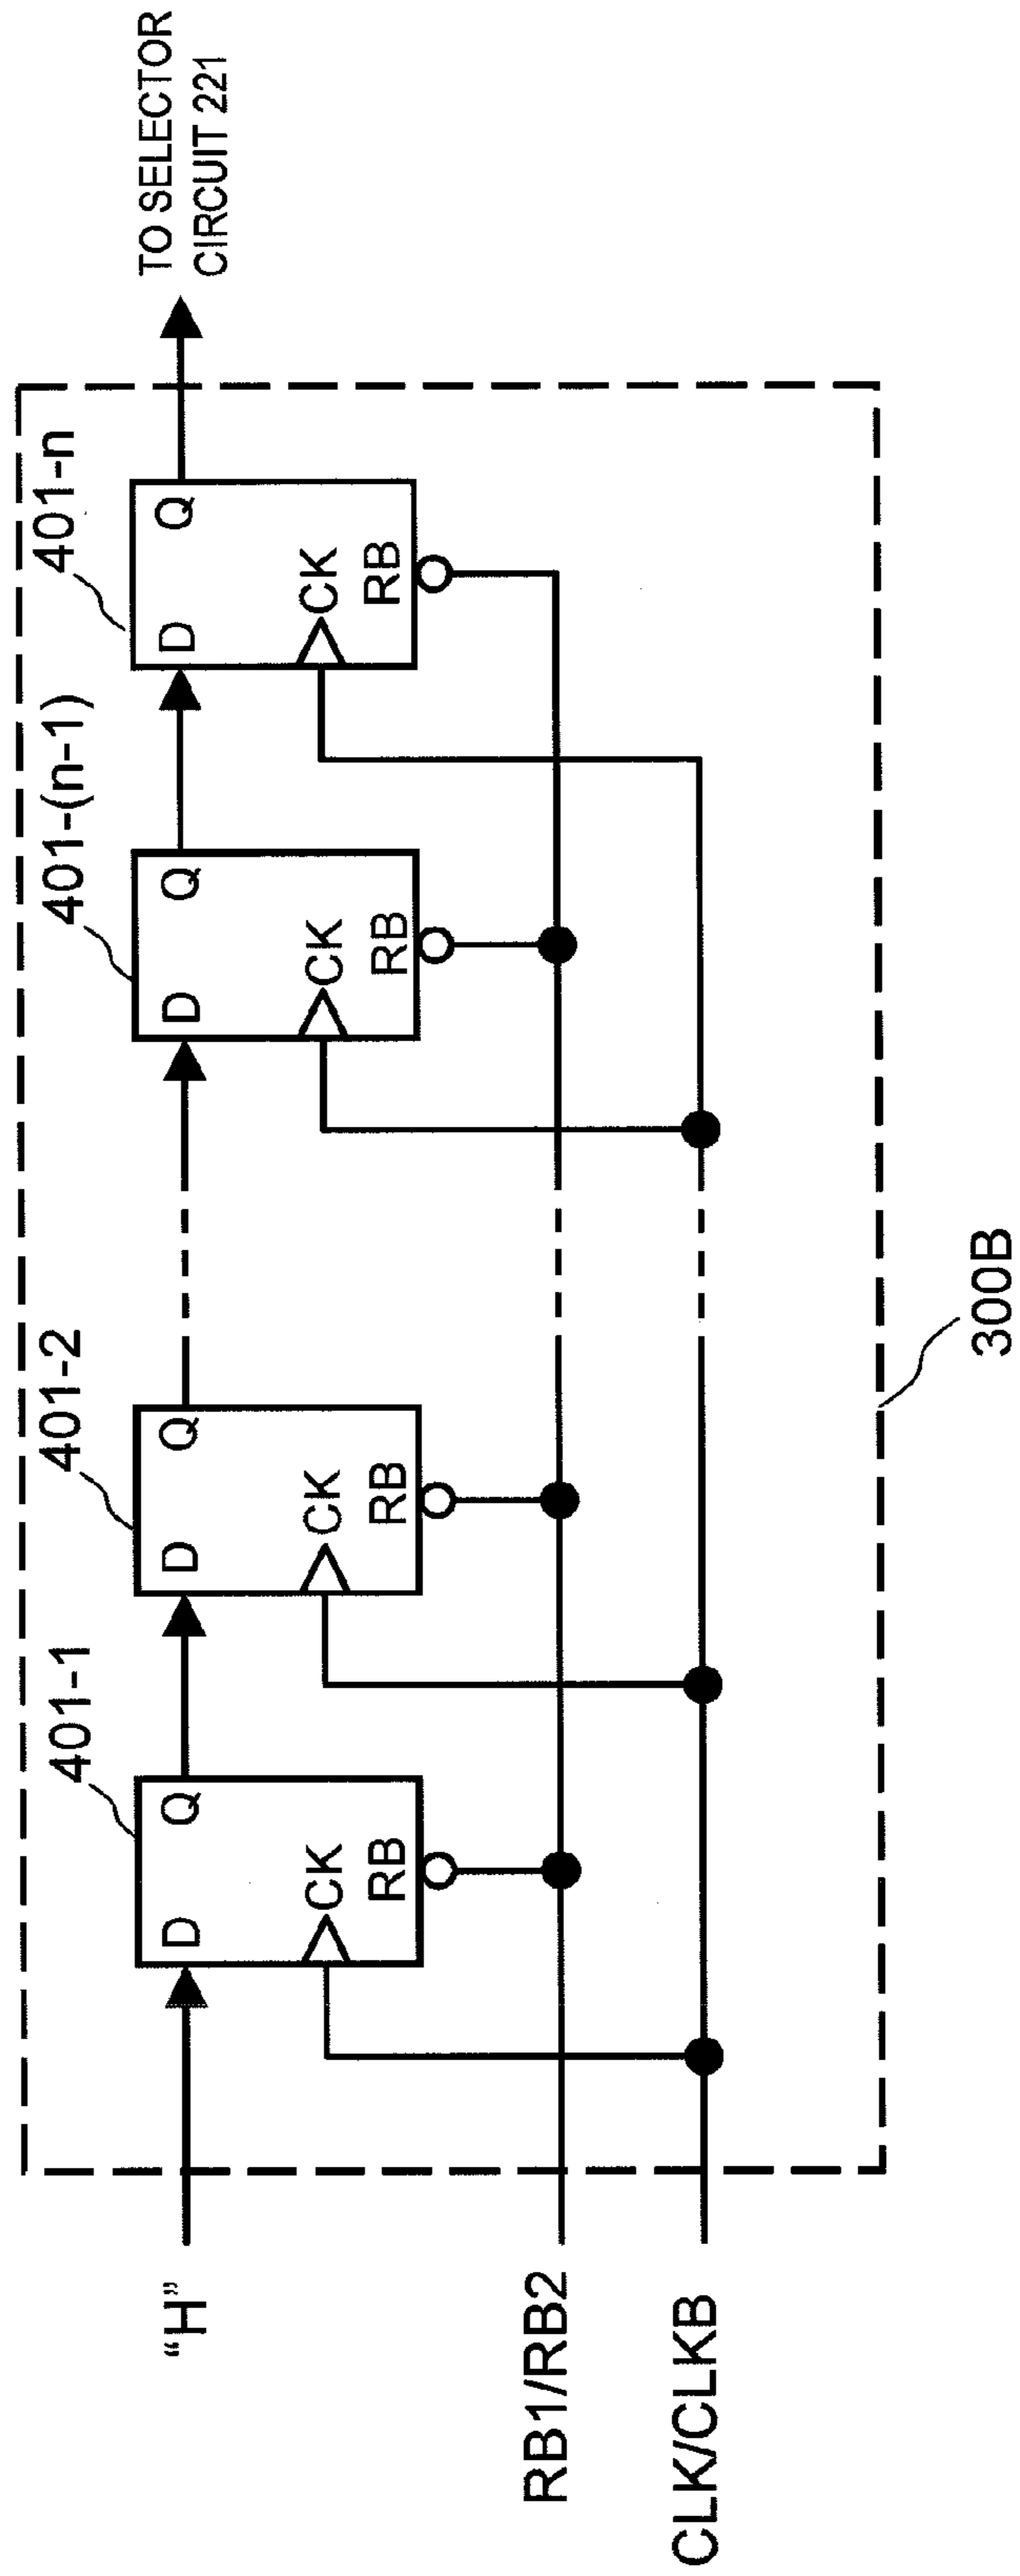 401-1
401-2
401-(n-1)
401-n
"H"
D
Q
D
Q
D
Q
D
Q
TO SELECTOR
CIRCUIT 221
CK
CK
CK
CK
RB
RB
RB
RB
RB1/RB2
CLK/CLKB
300B